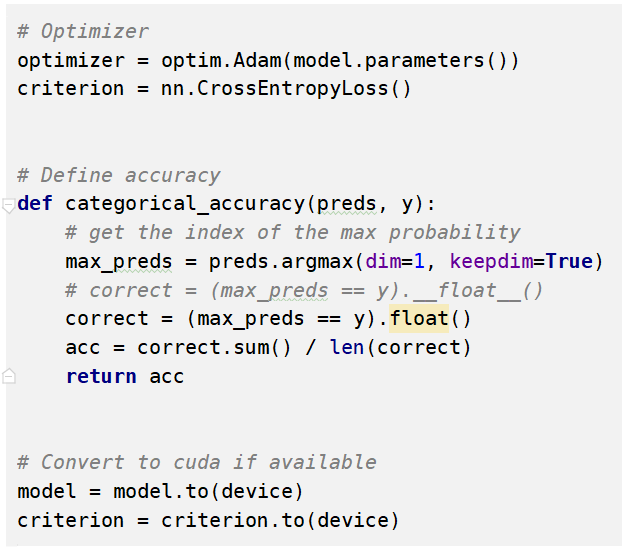 # Optimizer
optimizer = optim.Adam(model.parameters())
criterion = nn.CrossEntropyLoss()
# Define accuracy
def categorical_accuracy(preds, y):
    # get the index of the max probability
    max_preds = preds.argmax(dim=1, keepdim=True)
    # correct = (max_preds == y).__float__()
    correct = (max_preds == y).float()
    acc = correct.sum() / len(correct)
    return acc
# Convert to cuda if available
model = model.to(device)
criterion = criterion.to(device)